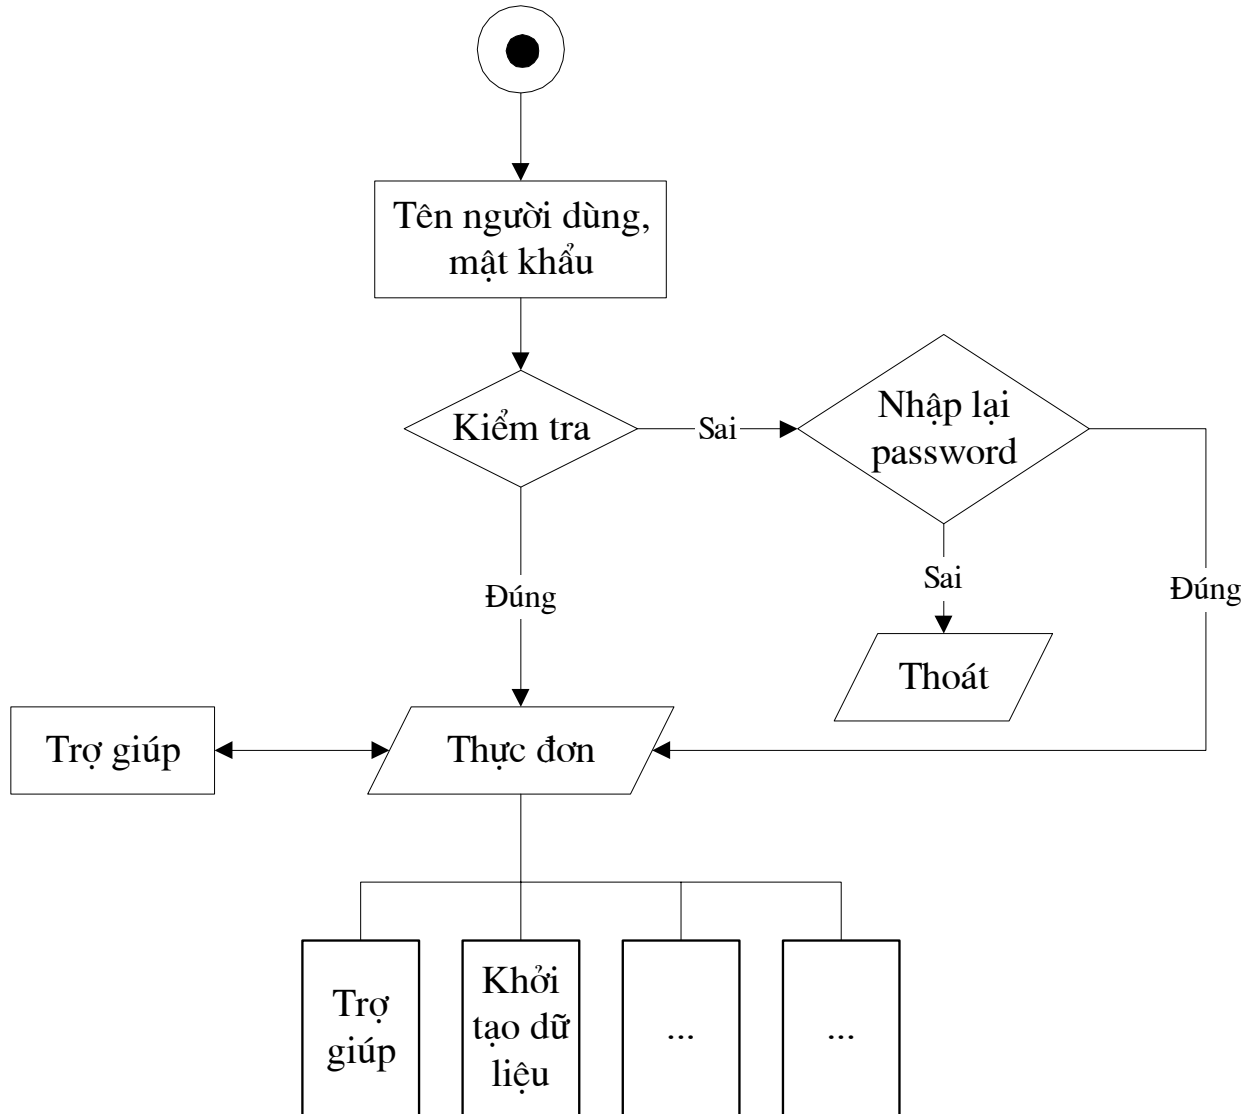 Tên người dùng,
mật khẩu
Kiểm tra
Sai
Nhập lại
password
Đúng
Sai
Đúng
Thoát
Trợ giúp
Thực đơn
Trợ
giúp
Khởi
tạo dữ
liệu
...
...